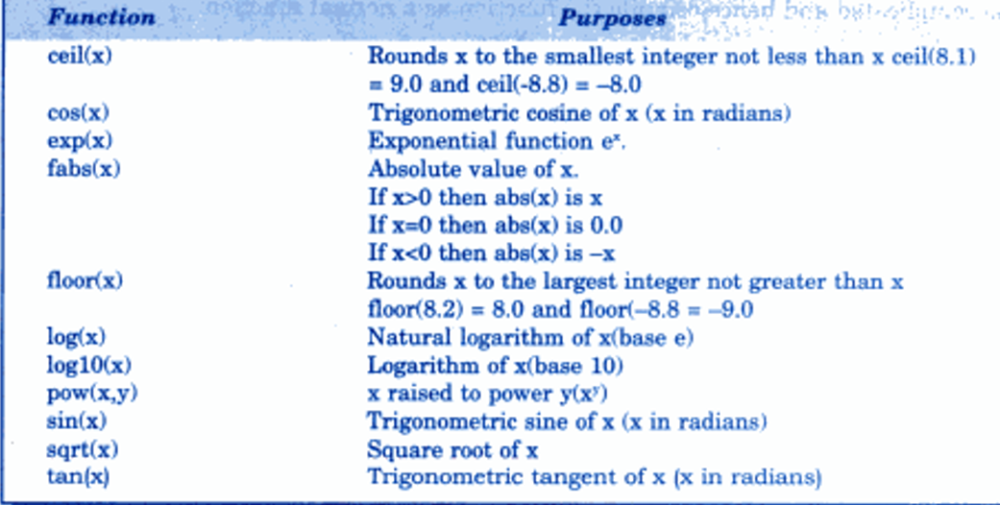 Function Purposes
ceil(x) Rounds x to the smallest integer not less than x ceil(8.1)
= 9.0 and ceil(-8.8) = –8.0
cos(x) Trigonometric cosine of x (x in radians)
exp(x) Exponential function eˣ.
fabs(x) Absolute value of x.
If x>0 then abs(x) is x
If x=0 then abs(x) is 0.0
If x<0 then abs(x) is –x
floor(x) Rounds x to the largest integer not greater than x
floor(8.2) = 8.0 and floor(–8.8 = –9.0
log(x) Natural logarithm of x(base e)
log10(x) Logarithm of x(base 10)
pow(x,y) x raised to power y(xʸ)
sin(x) Trigonometric sine of x (x in radians)
sqrt(x) Square root of x
tan(x) Trigonometric tangent of x (x in radians)